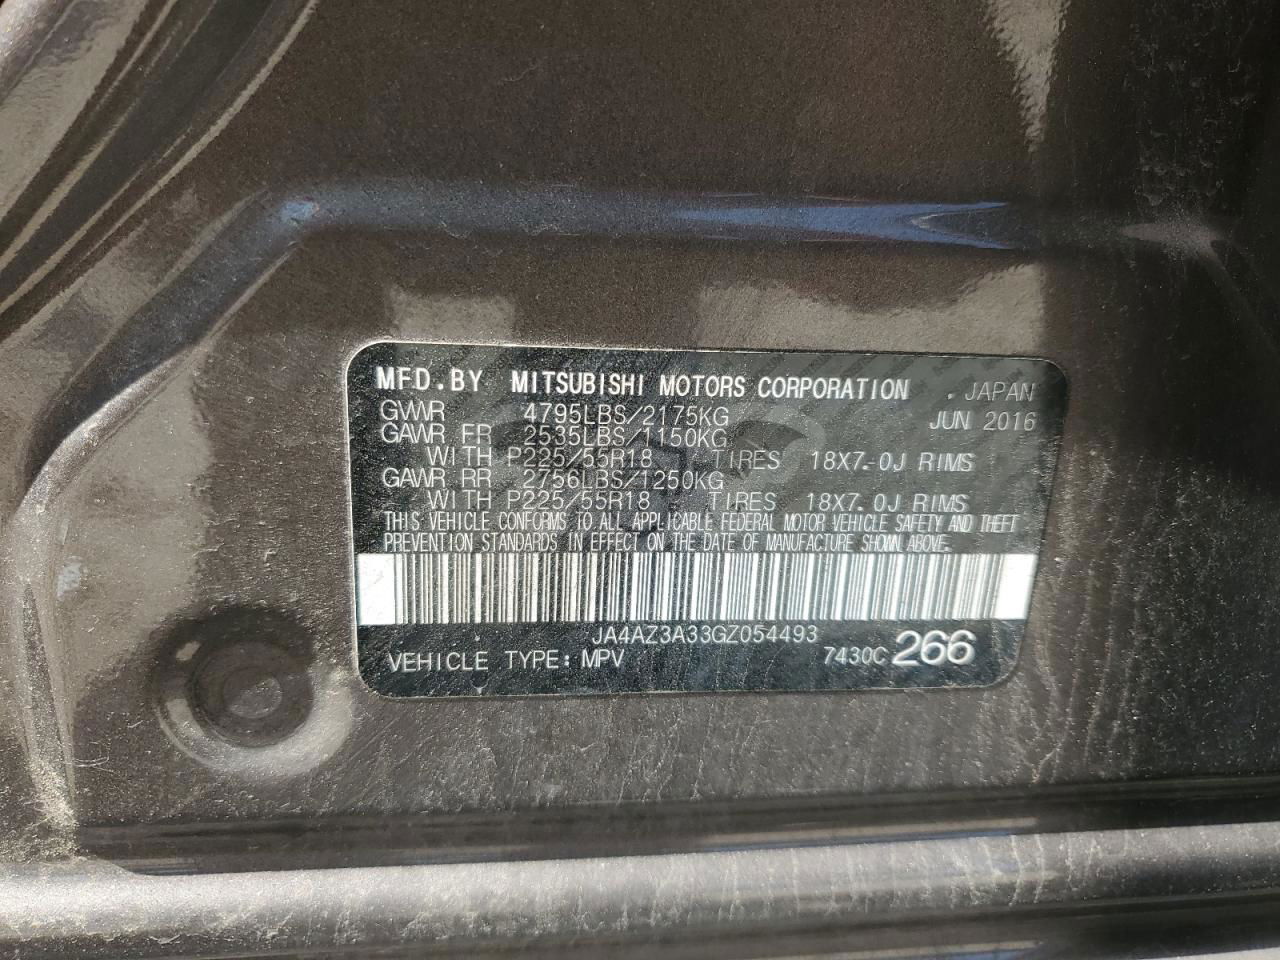 MFD.BY MITSUBISHI MOTORS CORPORATION . JAPAN
GVWR 4795LBS/2175KG JUN 2016
GAWR FR 2535LBS/1150KG
WITH P225/55R18 TIRES 18X7.0J RIMS
GAWR RR 2756LBS/1250KG
WITH P225/55R18 TIRES 18X7.0J RIMS
THIS VEHICLE CONFORMS TO ALL APPLICABLE FEDERAL MOTOR VEHICLE SAFETY AND THEFT
PREVENTION STANDARDS IN EFFECT ON THE DATE OF MANUFACTURE SHOWN ABOVE.
JA4AZ3A33GZ054493
VEHICLE TYPE: MPV 7430C 266